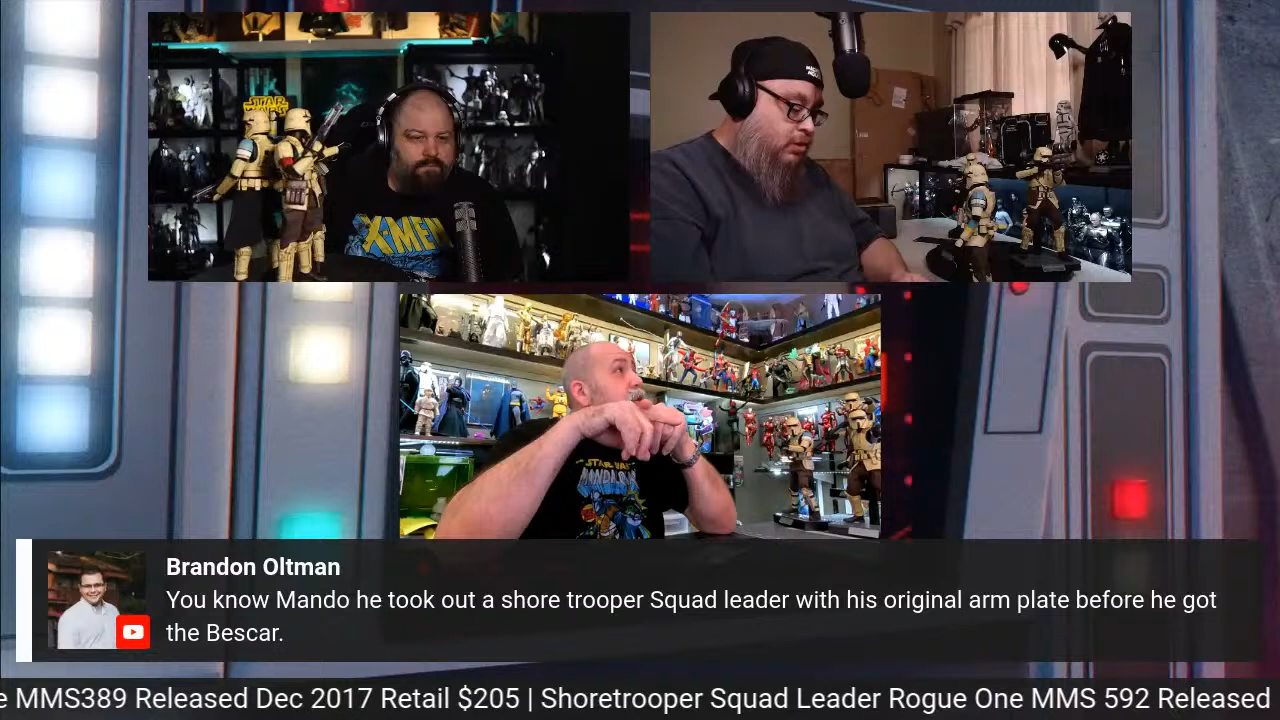 STAR
X-MEN
STAR WARS
Brandon Oltman
You know Mando he took out a shore trooper Squad leader with his original arm plate before he got
the Bescar.
e MMS389 Released Dec 2017 Retail $205 | Shoretrooper Squad Leader Rogue One MMS 592 Released